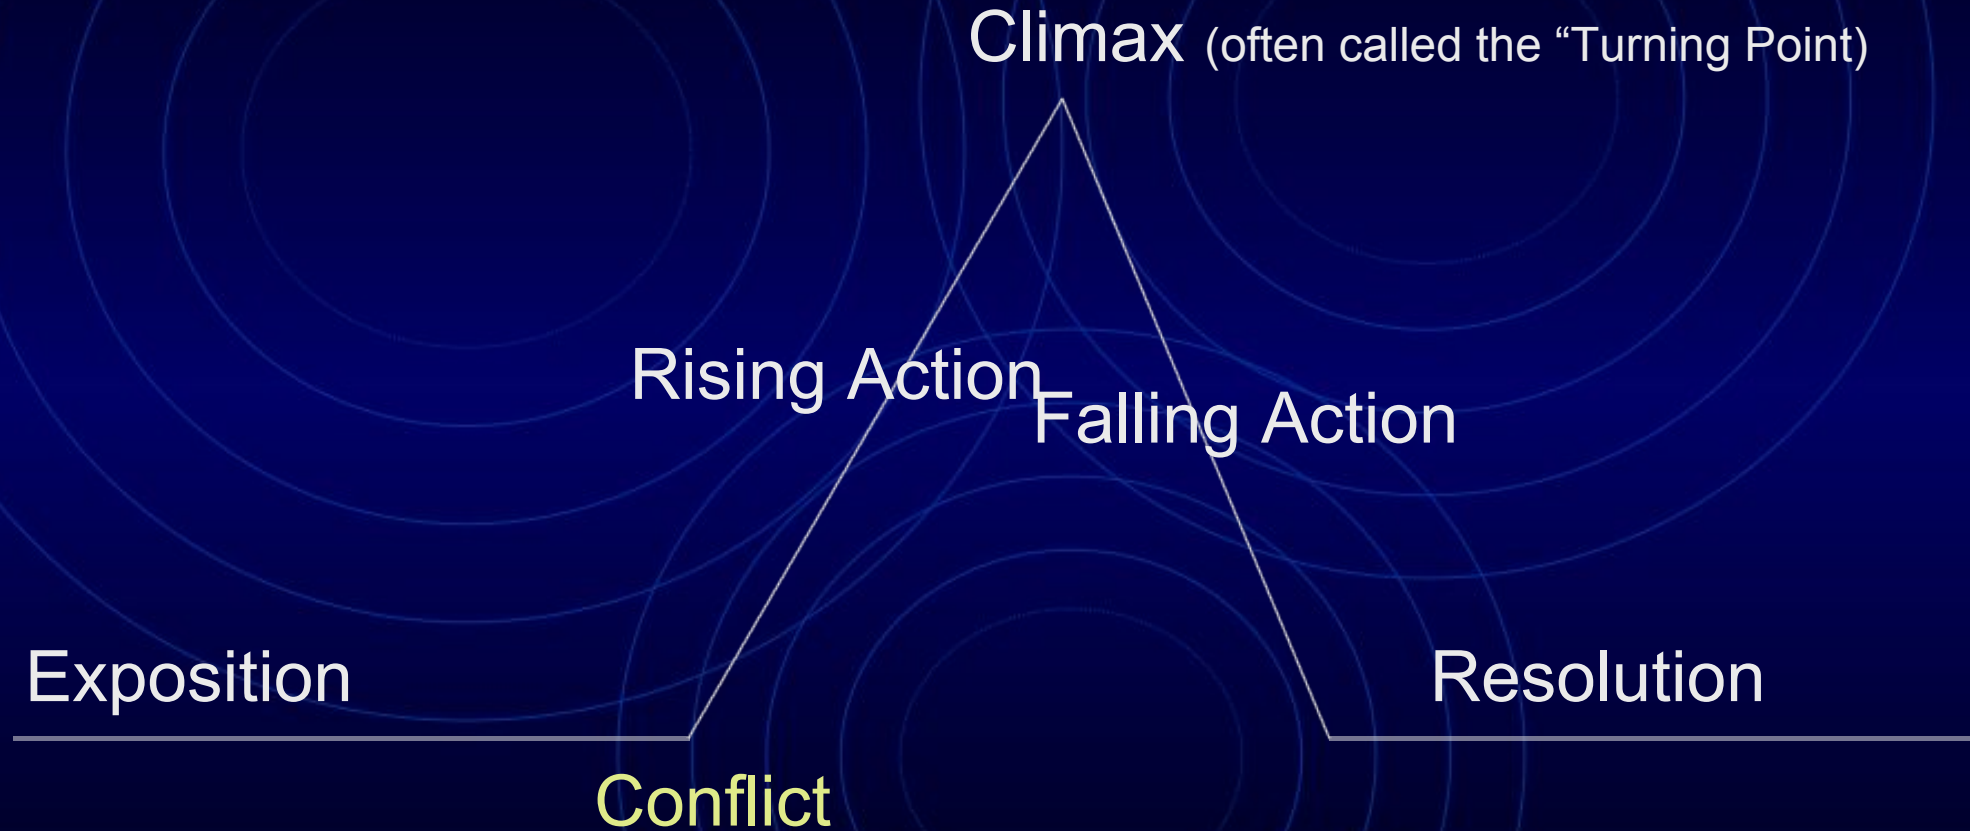 Climax (often called the “Turning Point)
Rising Action
Falling Action
Exposition
Resolution
Conflict